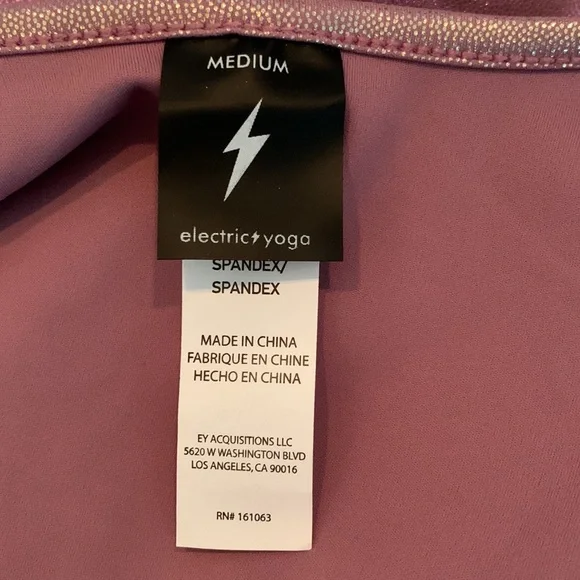 MEDIUM
electric yoga
SPANDEX/
SPANDEX
MADE IN CHINA
FABRIQUE EN CHINE
HECHO EN CHINA
EY ACQUISITIONS LLC
5620 W WASHINGTON BLVD
LOS ANGELES, CA 90016
RN# 161063